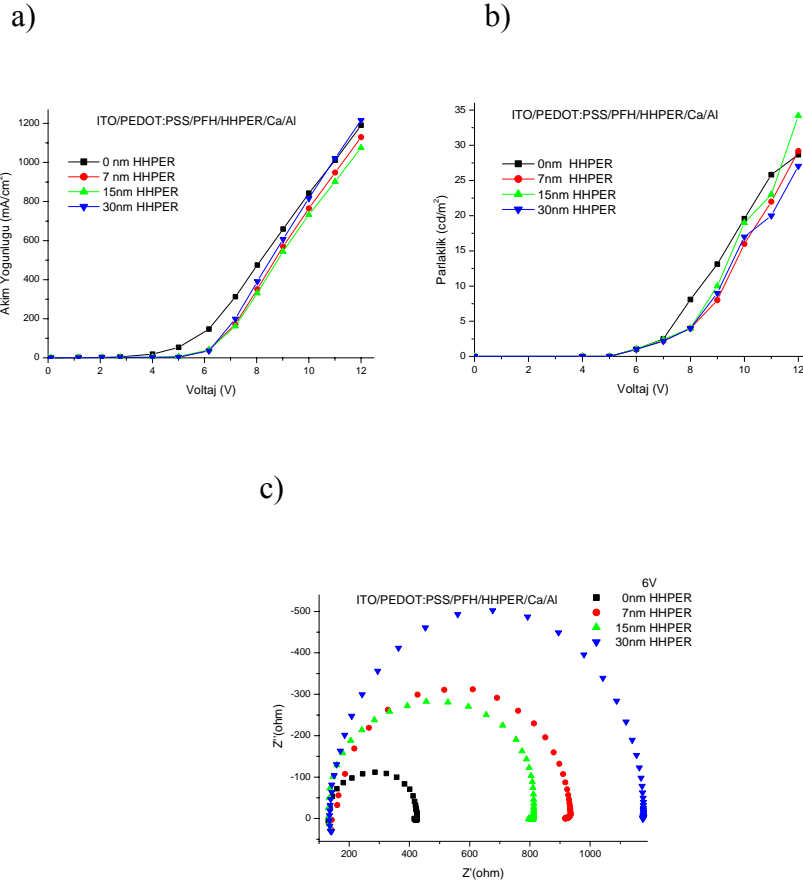 a)
b)
ITO/PEDOT:PSS/PFH/HHPER/Ca/Al
0 nm HHPER
7 nm HHPER
15nm HHPER
30nm HHPER
Akim Yogunlugu (mA/cm²)
1200
1000
800
600
400
200
0
0 2 4 6 8 10 12
Voltaj (V)
ITO/PEDOT:PSS/PFH/HHPER/Ca/Al
0nm HHPER
7nm HHPER
15nm HHPER
30nm HHPER
Parlaklik (cd/m²)
35
30
25
20
15
10
5
0
0 2 4 6 8 10 12
Voltaj (V)
c)
ITO/PEDOT:PSS/PFH/HHPER/Ca/Al
6V
0nm HHPER
7nm HHPER
15nm HHPER
30nm HHPER
Z''(ohm)
-500
-400
-300
-200
-100
0
200 400 600 800 1000
Z'(ohm)